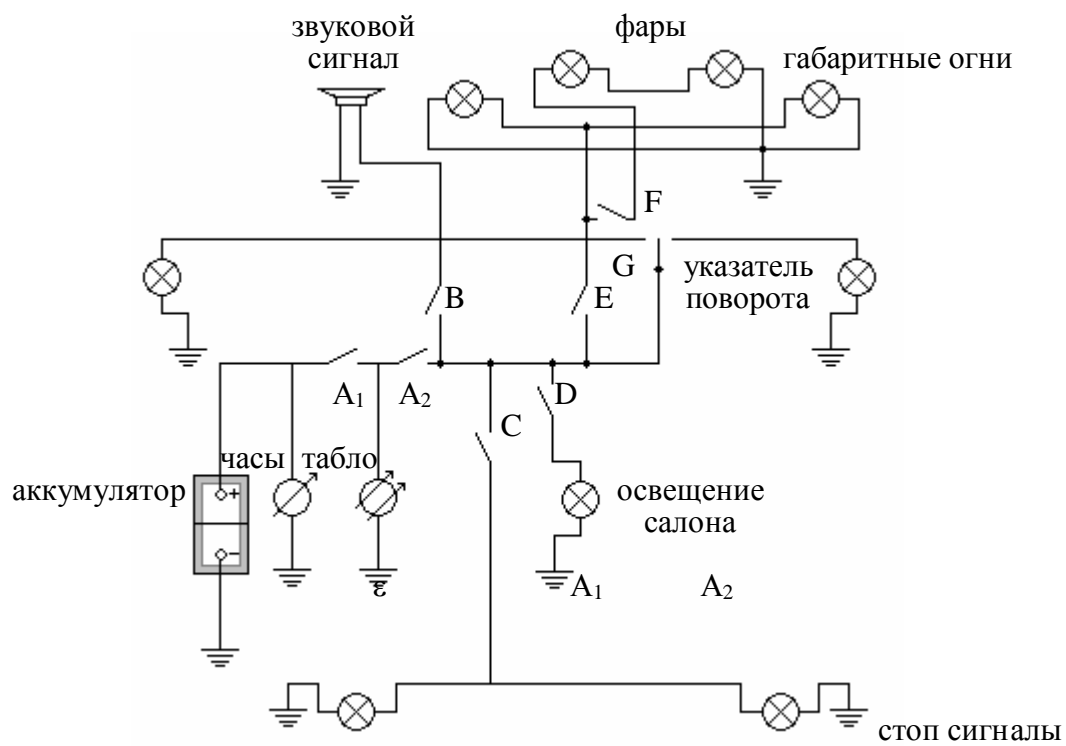 звуковой
сигнал
фары
габаритные огни
F
G
указатель
поворота
B
E
A₁
A₂
D
C
часы
табло
аккумулятор
+
−
освещение
салона
ε
A₁
A₂
стоп сигналы